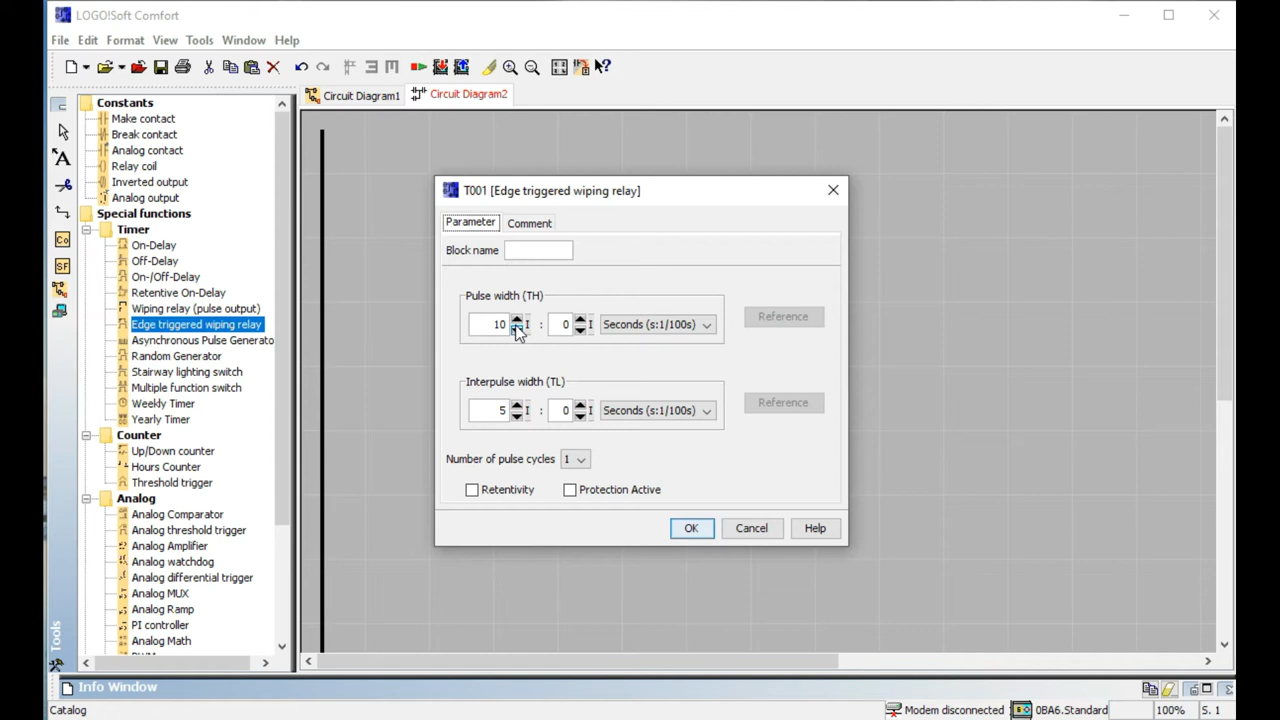 LOGO!Soft Comfort
File Edit Format View Tools Window Help
Circuit Diagram1
Circuit Diagram2
Constants
Make contact
Break contact
Analog contact
Relay coil
Inverted output
Analog output
Special functions
Timer
On-Delay
Off-Delay
On-/Off-Delay
Retentive On-Delay
Wiping relay (pulse output)
Edge triggered wiping relay
Asynchronous Pulse Generato
Random Generator
Stairway lighting switch
Multiple function switch
Weekly Timer
Yearly Timer
Counter
Up/Down counter
Hours Counter
Threshold trigger
Analog
Analog Comparator
Analog threshold trigger
Analog Amplifier
Analog watchdog
Analog differential trigger
Analog MUX
Analog Ramp
PI controller
Analog Math
A
Co
SF
Tools
T001 [Edge triggered wiping relay]
Parameter Comment
Block name
Pulse width (TH)
10 : 0 Seconds (s:1/100s)
Reference
Interpulse width (TL)
5 : 0 Seconds (s:1/100s)
Reference
Number of pulse cycles 1
Retentivity Protection Active
OK Cancel Help
Info Window
Catalog
Modem disconnected 0BA6.Standard 100% S. 1